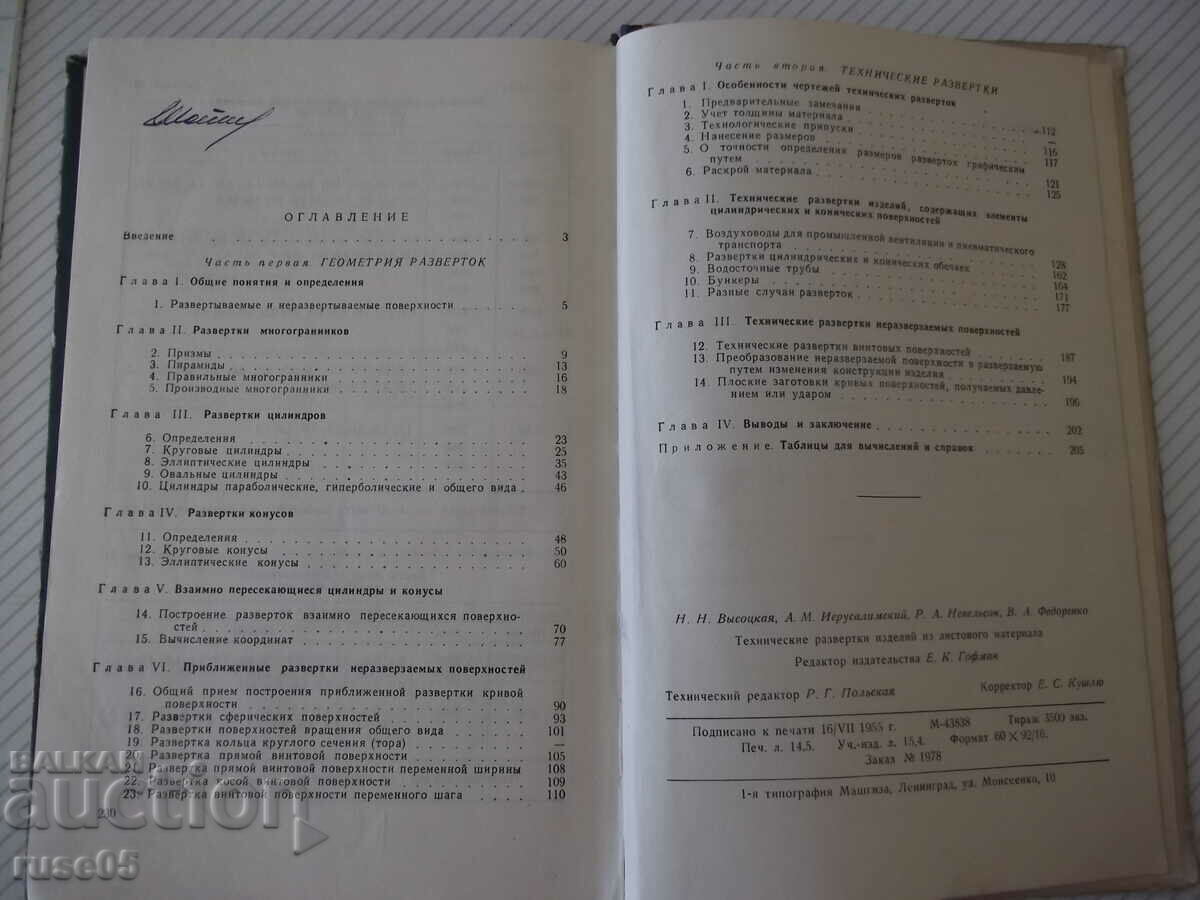 ОГЛАВЛЕНИЕ
Введение . . . . . . . . . . 3
Часть первая. ГЕОМЕТРИЯ РАЗВЕРТОК
Глава I. Общие понятия и определения
1. Развертываемые и неразвертываемые поверхности . . . . 5
Глава II. Развертки многогранников
2. Призмы . . . . . . . . . . 9
3. Пирамиды . . . . . . . . . . 13
4. Правильные многогранники . . . . . . . . . . 16
5. Производные многогранники . . . . . . . . . . 18
Глава III. Развертки цилиндров
6. Определения . . . . . . . . . . 23
7. Круговые цилиндры . . . . . . . . . . 25
8. Эллиптические цилиндры . . . . . . . . . . 35
9. Овальные цилиндры . . . . . . . . . . 43
10. Цилиндры параболические, гиперболические и общего вида . 46
Глава IV. Развертки конусов
11. Определения . . . . . . . . . . 48
12. Круговые конусы . . . . . . . . . . 50
13. Эллиптические конусы . . . . . . . . . . 60
Глава V. Взаимно пересекающиеся цилиндры и конусы
14. Построение разверток взаимно пересекающихся поверхно-
стей . . . . . . . . . . 70
15. Вычисление координат . . . . . . . . . . 77
Глава VI. Приближенные развертки неразверзаемых поверхностей
16. Общий прием построения приближенной развертки кривой
поверхности . . . . . . . . . . 90
17. Развертки сферических поверхностей . . . . . . . . . . 93
18. Развертки поверхностей вращения общего вида . . . . . 101
19. Развертка кольца круглого сечения (тора) . . . . . . —
20. Развертка прямой винтовой поверхности . . . . . . 105
21. Развертка прямой винтовой поверхности переменной ширины 108
22. Развертка косой винтовой поверхности . . . . . . 109
23. Развертка винтовой поверхности переменного шага . . . . 110
230
Часть вторая. ТЕХНИЧЕСКИЕ РАЗВЕРТКИ
Глава I. Особенности чертежей технических разверток
1. Предварительные замечания . . . . . . 112
2. Учет толщины материала . . . . . . —
3. Технологические припуски . . . . . . 116
4. Нанесение размеров . . . . . . 117
5. О точности определения размеров разверток графическим
путем . . . . . . 121
6. Раскрой материала . . . . . . 125
Глава II. Технические развертки изделий, содержащих элементы
цилиндрических и конических поверхностей
7. Воздуховоды для промышленной вентиляции и пневматического
транспорта . . . . . . 128
8. Развертки цилиндрических и конических обечаек . . . . 162
9. Водосточные трубы . . . . . . 164
10. Бункеры . . . . . . 171
11. Разные случаи разверток . . . . . . 177
Глава III. Технические развертки неразверзаемых поверхностей
12. Технические развертки винтовых поверхностей . . . . 187
13. Преобразование неразверзаемой поверхности в разверзаемую
путем изменения конструкции изделия . . . . . . 194
14. Плоские заготовки кривых поверхностей, получаемых давле-
нием или ударом . . . . . . 196
Глава IV. Выводы и заключение . . . . . . 202
Приложение. Таблицы для вычислений и справок . . . . 205
Н. Н. Высоцкая, А. М. Иерусалимский, Р. А. Невельсон, В. А. Федоренко
Технические развертки изделий из листового материала
Редактор издательства Е. К. Гофман
Технический редактор Р. Г. Польская Корректор Е. С. Кушлю
Подписано к печати 16/VII 1955 г. М-43838 Тираж 3500 экз.
Печ. л. 14,5. Уч.-изд. л. 15,4. Формат 60 × 92/16.
Заказ № 1978
1-я типография Машгиза, Ленинград, ул. Моисеенко, 10
BALKAN
auction
ruse05